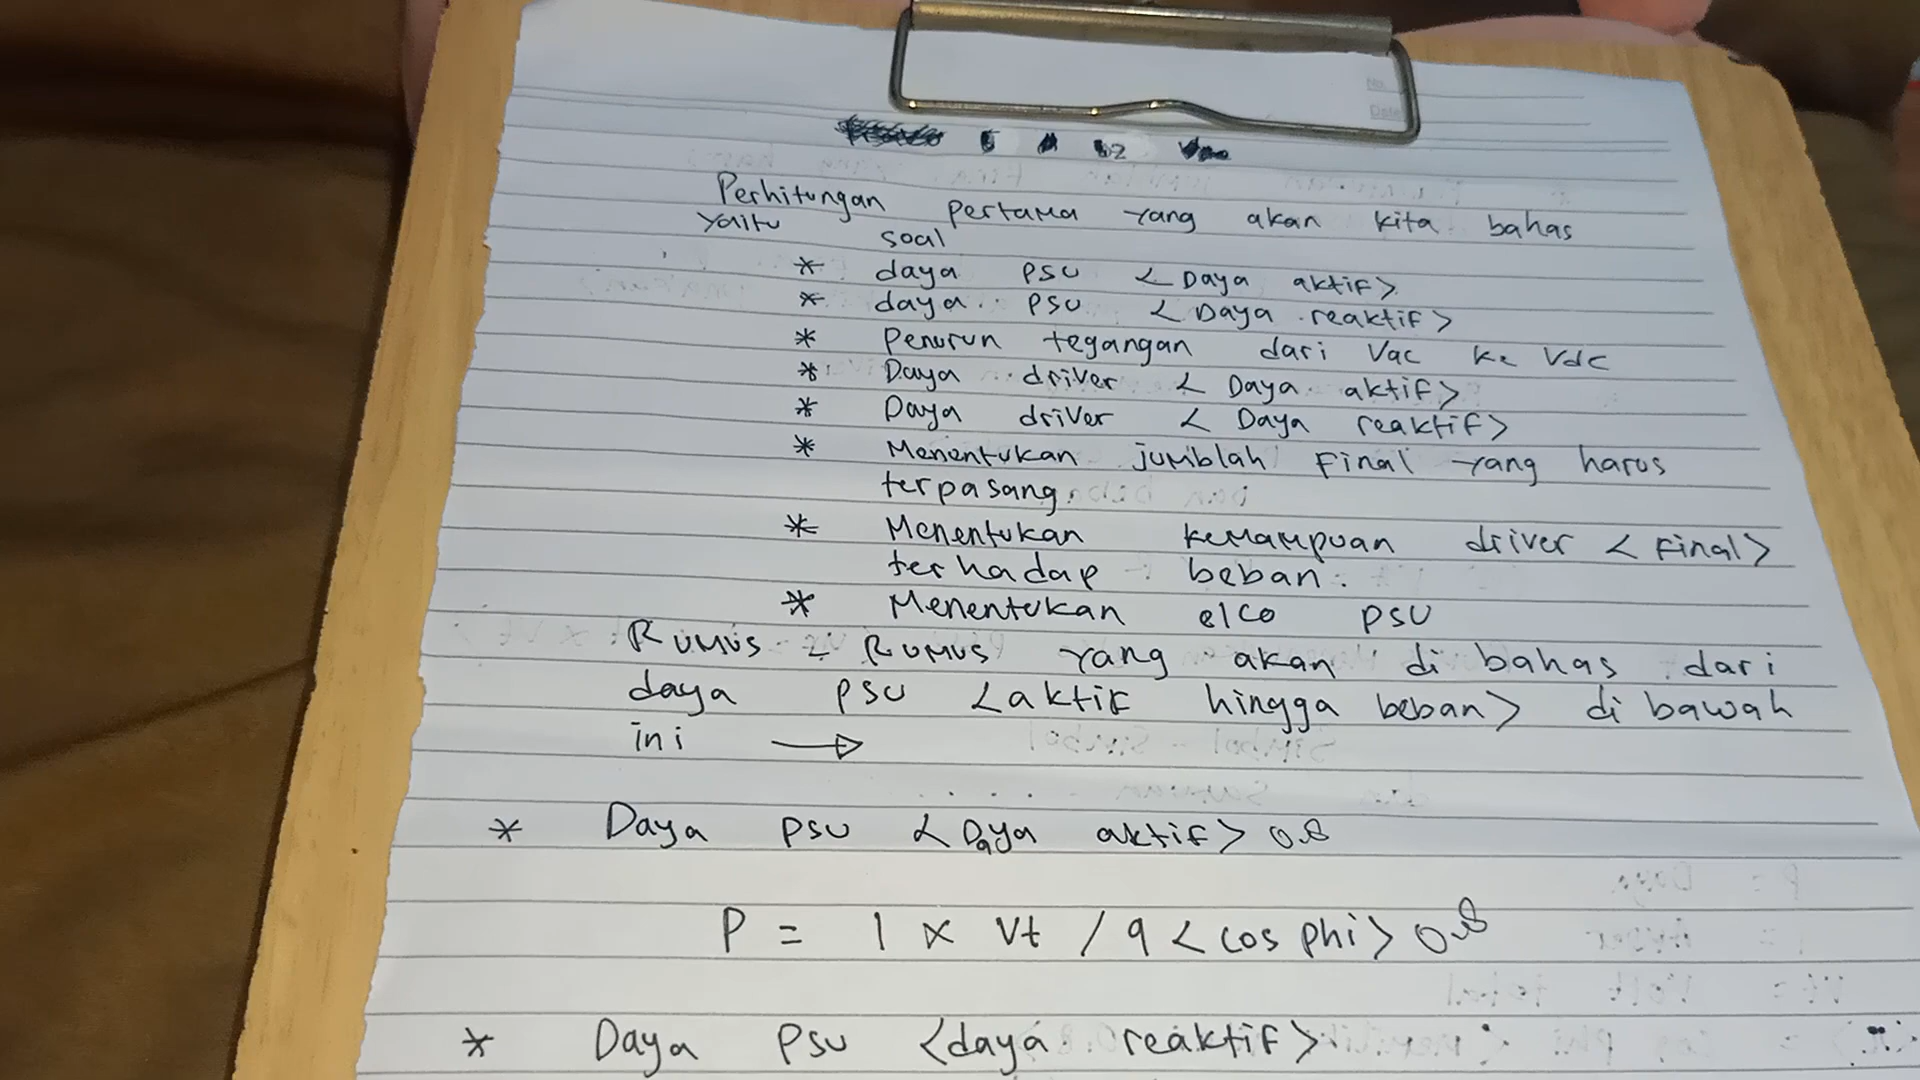 Perhitungan pertama yang akan kita bahas
yaitu soal
* daya PSU < Daya aktif>
* daya PSU < Daya reaktif>
* Penurun tegangan dari Vac ke Vdc
* Daya driver < Daya aktif>
* Daya driver < Daya reaktif>
* Menentukan jumblah Final yang harus
terpasang.
* Menentukan kemampuan driver < Final>
terhadap beban.
* Menentukan elco PSU
Rumus - Rumus yang akan di bahas dari
daya PSU <aktif hingga beban> di bawah
ini →
* Daya PSU < Daya aktif> 0.8
P = I x Vt / q < cos phi> 0.8
* Daya PSU <daya reaktif>